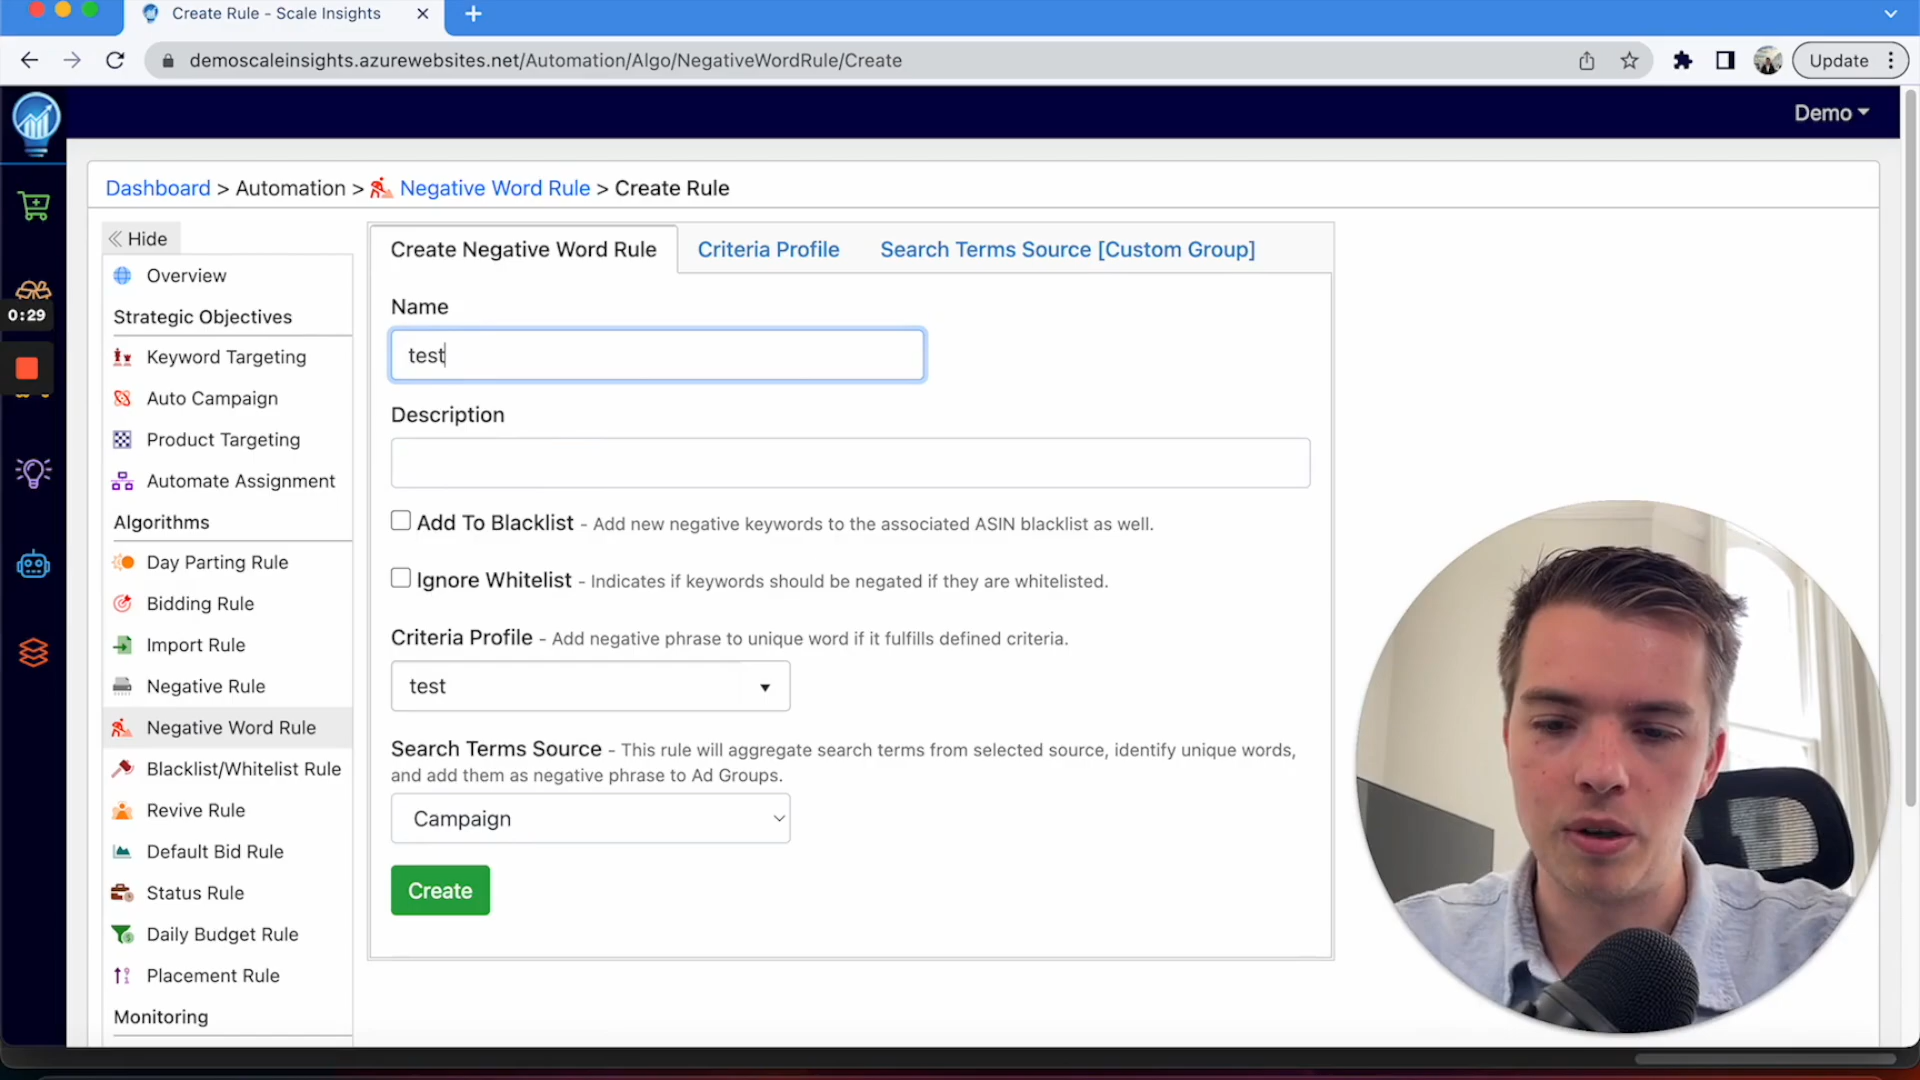 Create Rule - Scale Insights
demoscaleinsights.azurewebsites.net/Automation/Algo/NegativeWordRule/Create
Update
Demo
Dashboard > Automation > Negative Word Rule > Create Rule
Hide
Overview
Strategic Objectives
Keyword Targeting
Auto Campaign
Product Targeting
Automate Assignment
Algorithms
Day Parting Rule
Bidding Rule
Import Rule
Negative Rule
Negative Word Rule
Blacklist/Whitelist Rule
Revive Rule
Default Bid Rule
Status Rule
Daily Budget Rule
Placement Rule
Monitoring
0:29
Create Negative Word Rule
Criteria Profile
Search Terms Source [Custom Group]
Name
test
Description
Add To Blacklist - Add new negative keywords to the associated ASIN blacklist as well.
Ignore Whitelist - Indicates if keywords should be negated if they are whitelisted.
Criteria Profile - Add negative phrase to unique word if it fulfills defined criteria.
test
Search Terms Source - This rule will aggregate search terms from selected source, identify unique words,
and add them as negative phrase to Ad Groups.
Campaign
Create